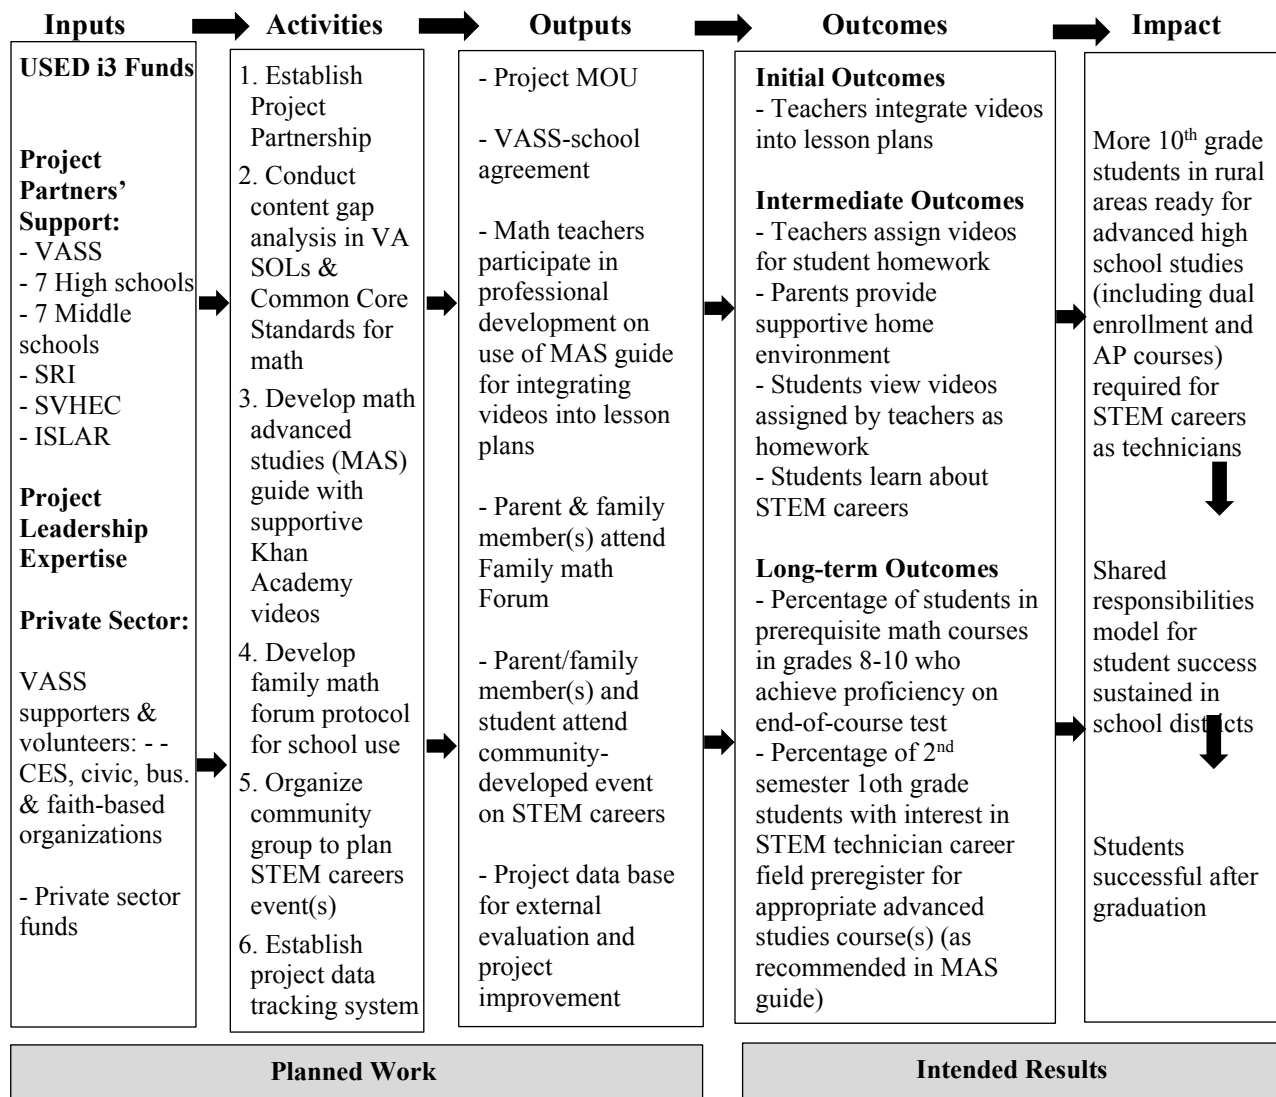 Inputs
Activities
Outputs
Outcomes
Impact
USED i3 Funds
Project
Partners’
Support:
- VASS
- 7 High schools
- 7 Middle
schools
- SRI
- SVHEC
- ISLAR
Project
Leadership
Expertise
Private Sector:
VASS
supporters &
volunteers: - -
CES, civic, bus.
& faith-based
organizations
- Private sector
funds
1. Establish
Project
Partnership
2. Conduct
content gap
analysis in VA
SOLs &
Common Core
Standards for
math
3. Develop math
advanced
studies (MAS)
guide with
supportive
Khan
Academy
videos
4. Develop
family math
forum protocol
for school use
5. Organize
community
group to plan
STEM careers
event(s)
6. Establish
project data
tracking system
- Project MOU
- VASS-school
agreement
- Math teachers
participate in
professional
development on
use of MAS guide
for integrating
videos into lesson
plans
- Parent & family
member(s) attend
Family math
Forum
- Parent/family
member(s) and
student attend
community-
developed event
on STEM careers
- Project data base
for external
evaluation and
project
improvement
Initial Outcomes
- Teachers integrate videos
into lesson plans
Intermediate Outcomes
- Teachers assign videos
for student homework
- Parents provide
supportive home
environment
- Students view videos
assigned by teachers as
homework
- Students learn about
STEM careers
Long-term Outcomes
- Percentage of students in
prerequisite math courses
in grades 8-10 who
achieve proficiency on
end-of-course test
- Percentage of 2nd
semester 1oth grade
students with interest in
STEM technician career
field preregister for
appropriate advanced
studies course(s) (as
recommended in MAS
guide)
More 10th grade
students in rural
areas ready for
advanced high
school studies
(including dual
enrollment and
AP courses)
required for
STEM careers
as technicians
Shared
responsibilities
model for
student success
sustained in
school districts
Students
successful after
graduation
Planned Work
Intended Results